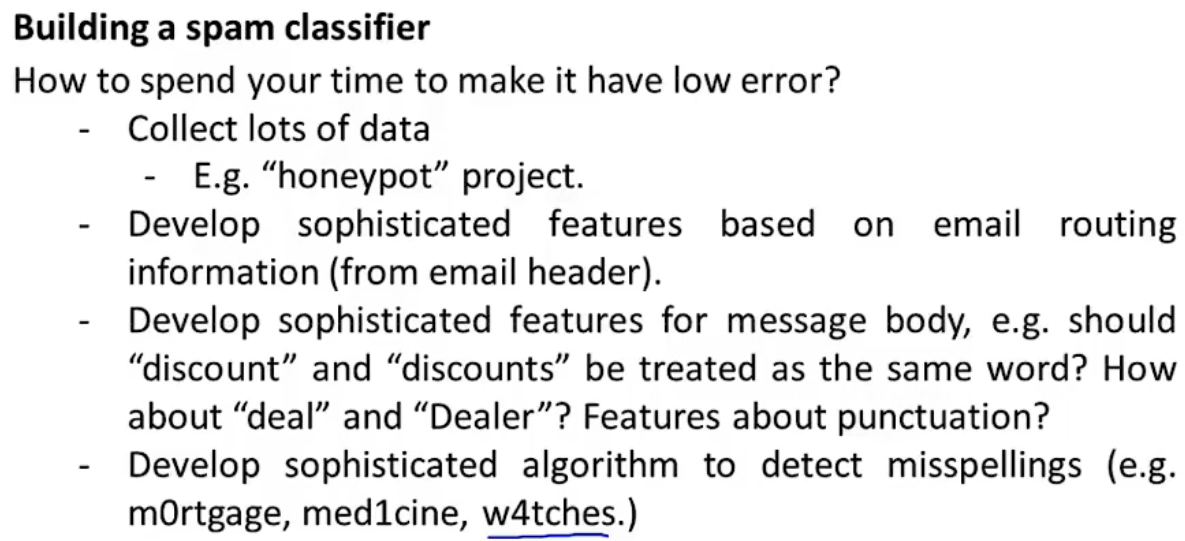 Building a spam classifier
How to spend your time to make it have low error?
- Collect lots of data
- E.g. “honeypot” project.
- Develop sophisticated features based on email routing
information (from email header).
- Develop sophisticated features for message body, e.g. should
“discount” and “discounts” be treated as the same word? How
about “deal” and “Dealer”? Features about punctuation?
- Develop sophisticated algorithm to detect misspellings (e.g.
m0rtgage, med1cine, w4tches.)